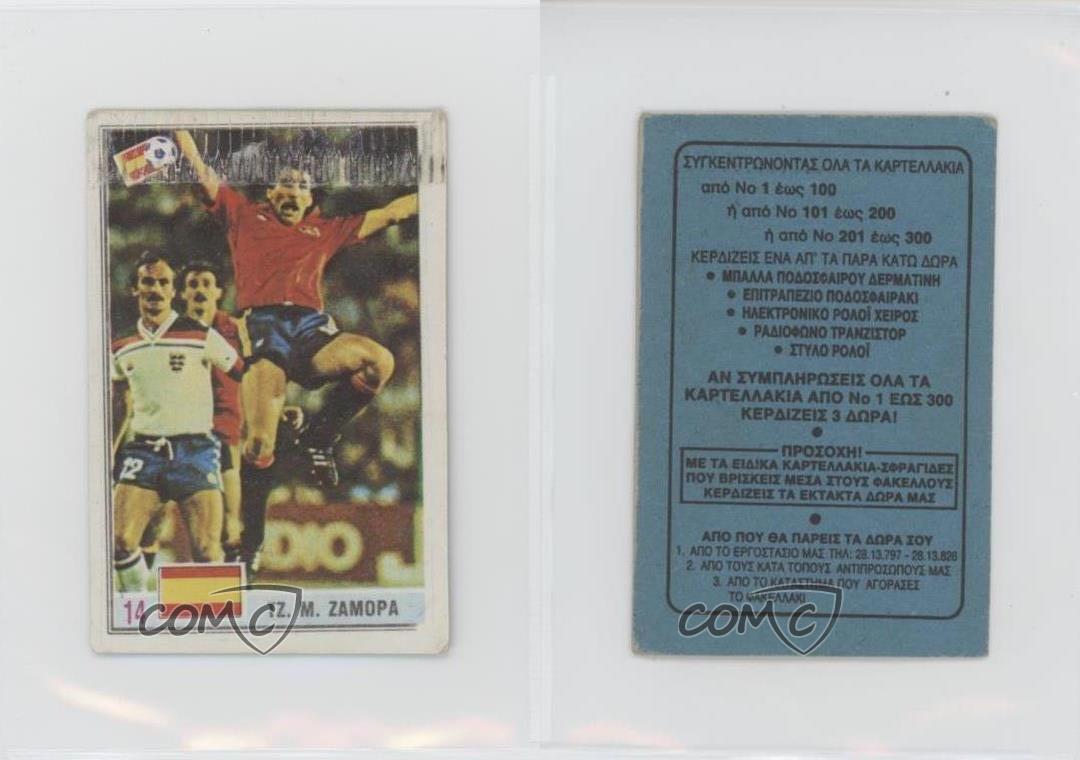 12
DIO J
14
ΙΖ. Μ. ΖΑΜΟΡΑ
COMC
ΣΥΓΚΕΝΤΡΩΝΟΝΤΑΣ ΟΛΑ ΤΑ ΚΑΡΤΕΛΛΑΚΙΑ
από Νο 1 έως 100
ή από Νο 101 έως 200
ή από Νο 201 έως 300
ΚΕΡΔΙΖΕΙΣ ΕΝΑ ΑΠ' ΤΑ ΠΑΡΑ ΚΑΤΩ ΔΩΡΑ
• ΜΠΑΛΛΑ ΠΟΔΟΣΦΑΙΡΟΥ ΔΕΡΜΑΤΙΝΗ
• ΕΠΙΤΡΑΠΕΖΙΟ ΠΟΔΟΣΦΑΙΡΑΚΙ
• ΗΛΕΚΤΡΟΝΙΚΟ ΡΟΛΟΪ ΧΕΙΡΟΣ
• ΡΑΔΙΟΦΩΝΟ ΤΡΑΝΖΙΣΤΟΡ
• ΣΤΥΛΟ ΡΟΛΟΪ
ΑΝ ΣΥΜΠΛΗΡΩΣΕΙΣ ΟΛΑ ΤΑ
ΚΑΡΤΕΛΛΑΚΙΑ ΑΠΟ Νο 1 ΕΩΣ 300
ΚΕΡΔΙΖΕΙΣ 3 ΔΩΡΑ!
ΠΡΟΣΟΧΗ!
ΜΕ ΤΑ ΕΙΔΙΚΑ ΚΑΡΤΕΛΛΑΚΙΑ-ΣΦΡΑΓΙΔΕΣ
ΠΟΥ ΒΡΙΣΚΕΙΣ ΜΕΣΑ ΣΤΟΥΣ ΦΑΚΕΛΛΟΥΣ
ΚΕΡΔΙΖΕΙΣ ΤΑ ΕΚΤΑΚΤΑ ΔΩΡΑ ΜΑΣ
ΑΠΟ ΠΟΥ ΘΑ ΠΑΡΕΙΣ ΤΑ ΔΩΡΑ ΣΟΥ
1. ΑΠΟ ΤΟ ΕΡΓΟΣΤΑΣΙΟ ΜΑΣ ΤΗΛ: 28.13.797 - 28.13.826
2. ΑΠΟ ΤΟΥΣ ΚΑΤΑ ΤΟΠΟΥΣ ΑΝΤΙΠΡΟΣΩΠΟΥΣ ΜΑΣ
3. ΑΠΟ ΤΟ ΚΑΤΑΣΤΗΜΑ ΠΟΥ ΑΓΟΡΑΣΕΣ
ΤΟ ΦΑΚΕΛΛΑΚΙ
COMC